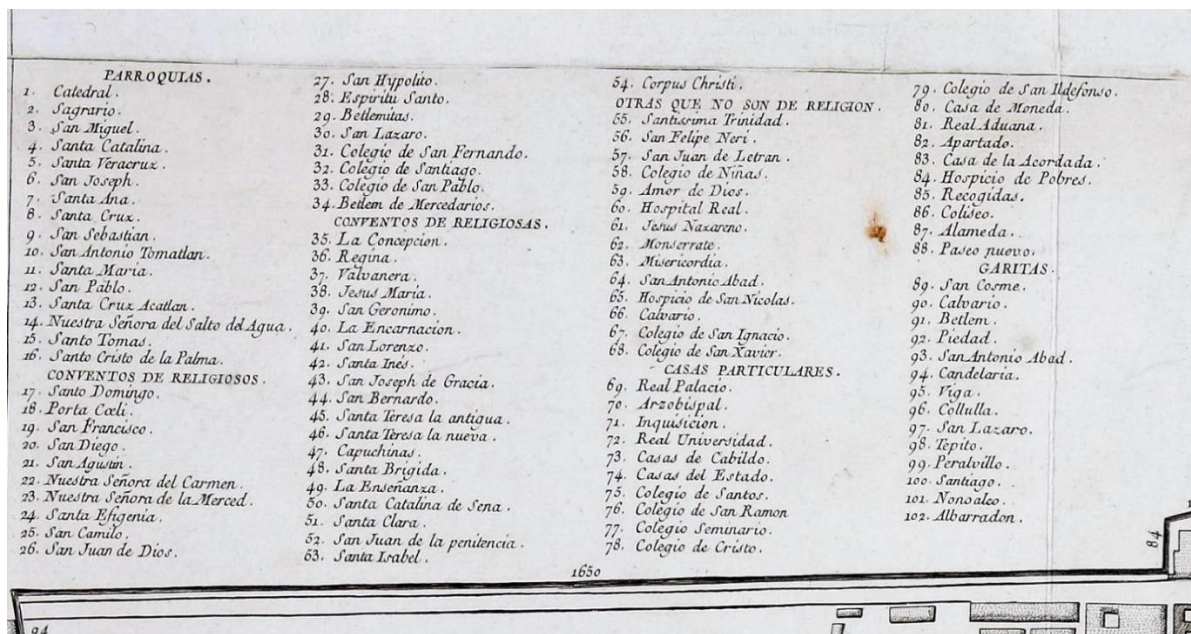 PARROQUIAS.
1. Catedral.
2. Sagrario.
3. San Miguel.
4. Santa Catalina.
5. Santa Veracruz.
6. San Joseph.
7. Santa Ana.
8. Santa Crux.
9. San Sebastian.
10. San Antonio Tomatlan.
11. Santa Maria.
12. San Pablo.
13. Santa Crux Acatlan.
14. Nuestra Señora del Salto del Agua.
15. Santo Tomas.
16. Santo Cristo de la Palma.
CONVENTOS DE RELIGIOSOS.
17. Santo Domingo.
18. Porta Cœli.
19. San Francisco.
20. San Diego.
21. San Agustin.
22. Nuestra Señora del Carmen.
23. Nuestra Señora de la Merced.
24. Santa Efigenia.
25. San Camilo.
26. San Juan de Dios.
27. San Hypolito.
28. Espiritu Santo.
29. Betlemitas.
30. San Lazaro.
31. Colegio de San Fernando.
32. Colegio de Santiago.
33. Colegio de San Pablo.
34. Betlem de Mercedarios.
CONVENTOS DE RELIGIOSAS.
35. La Concepcion.
36. Regina.
37. Valvanera.
38. Jesus Maria.
39. San Geronimo.
40. La Encarnacion.
41. San Lorenzo.
42. Santa Inés.
43. San Joseph de Gracia.
44. San Bernardo.
45. Santa Teresa la antigua.
46. Santa Teresa la nueva.
47. Capuchinas.
48. Santa Brigida.
49. La Enseñanza.
50. Santa Catalina de Sena.
51. Santa Clara.
52. San Juan de la penitencia.
53. Santa Isabel.
54. Corpus Christi.
OTRAS QUE NO SON DE RELIGION.
55. Santissima Trinidad.
56. San Felipe Neri.
57. San Juan de Letran.
58. Colegio de Niñas.
59. Amor de Dios.
60. Hospital Real.
61. Jesus Naxareno.
62. Monserrate.
63. Misericordia.
64. San Antonio Abad.
65. Hospicio de San Nicolas.
66. Calvario.
67. Colegio de San Ignacio.
68. Colegio de San Xavier.
CASAS PARTICULARES.
69. Real Palacio.
70. Arzobispal.
71. Inquisicion.
72. Real Universidad.
73. Casas de Cabildo.
74. Casas del Estado.
75. Colegio de Santos.
76. Colegio de San Ramon
77. Colegio Seminario.
78. Colegio de Cristo.
79. Colegio de San Ildefonso.
80. Casa de Moneda.
81. Real Aduana.
82. Apartado.
83. Casa de la Acordada.
84. Hospicio de Pobres.
85. Recogidas.
86. Coliseo.
87. Alameda.
88. Paseo nuevo.
GARITAS.
89. San Cosme.
90. Calvario.
91. Betlem.
92. Piedad.
93. San Antonio Abad.
94. Candelaria.
95. Viga.
96. Collulla.
97. San Lazaro.
98. Tepito.
99. Peralvillo.
100. Santiago.
101. Nonoalco.
102. Albarradon.
1650
84
94